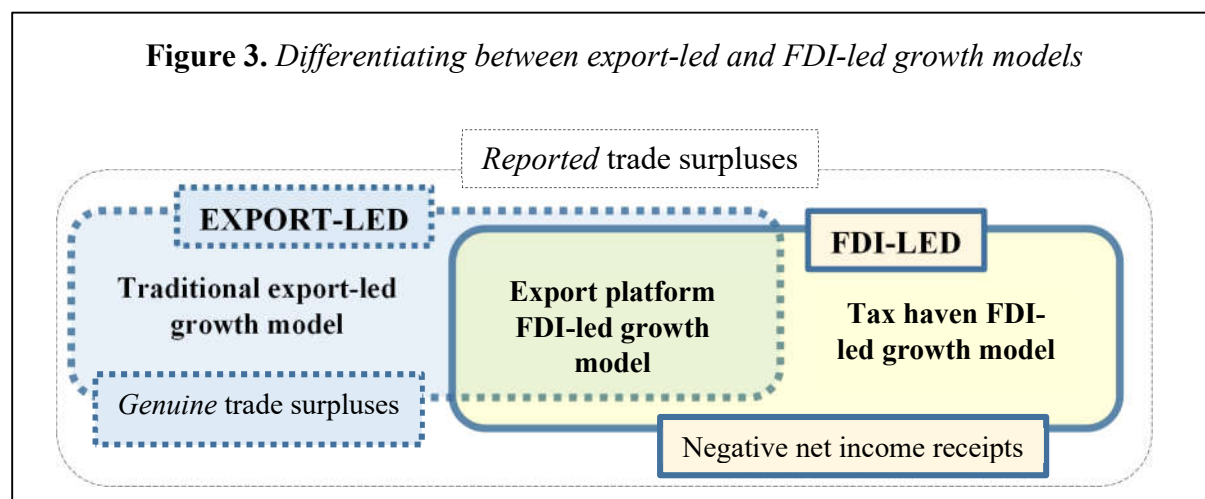 Figure 3. Differentiating between export-led and FDI-led growth models
Reported trade surpluses
EXPORT-LED
FDI-LED
Traditional export-led
growth model
Export platform
FDI-led growth
model
Tax haven FDI-
led growth model
Genuine trade surpluses
Negative net income receipts